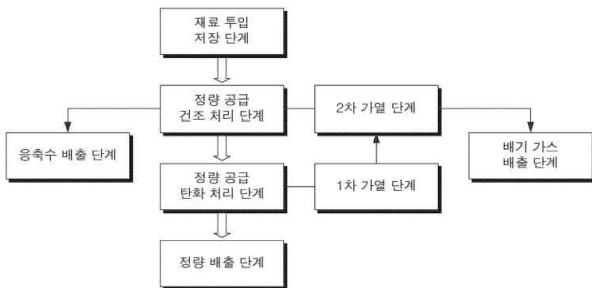 재료 투입
저장 단계
정량 공급
건조 처리 단계
2차 가열 단계
응축수 배출 단계
배기 가스
배출 단계
정량 공급
탄화 처리 단계
1차 가열 단계
정량 배출 단계